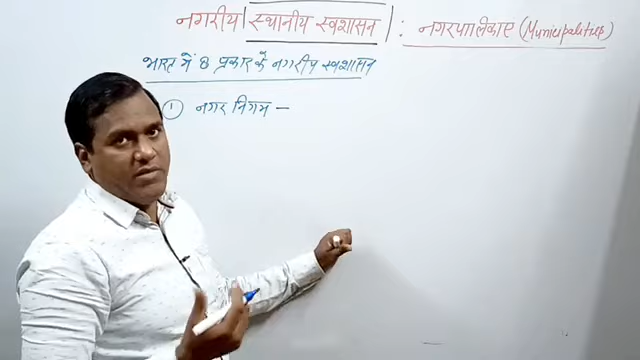 नगरीय | स्थानीय स्वशासन | : नगरपालिकाए (Municipalities)
भारत में 8 प्रकार के नगरीय स्वशासन
① नगर निगम –